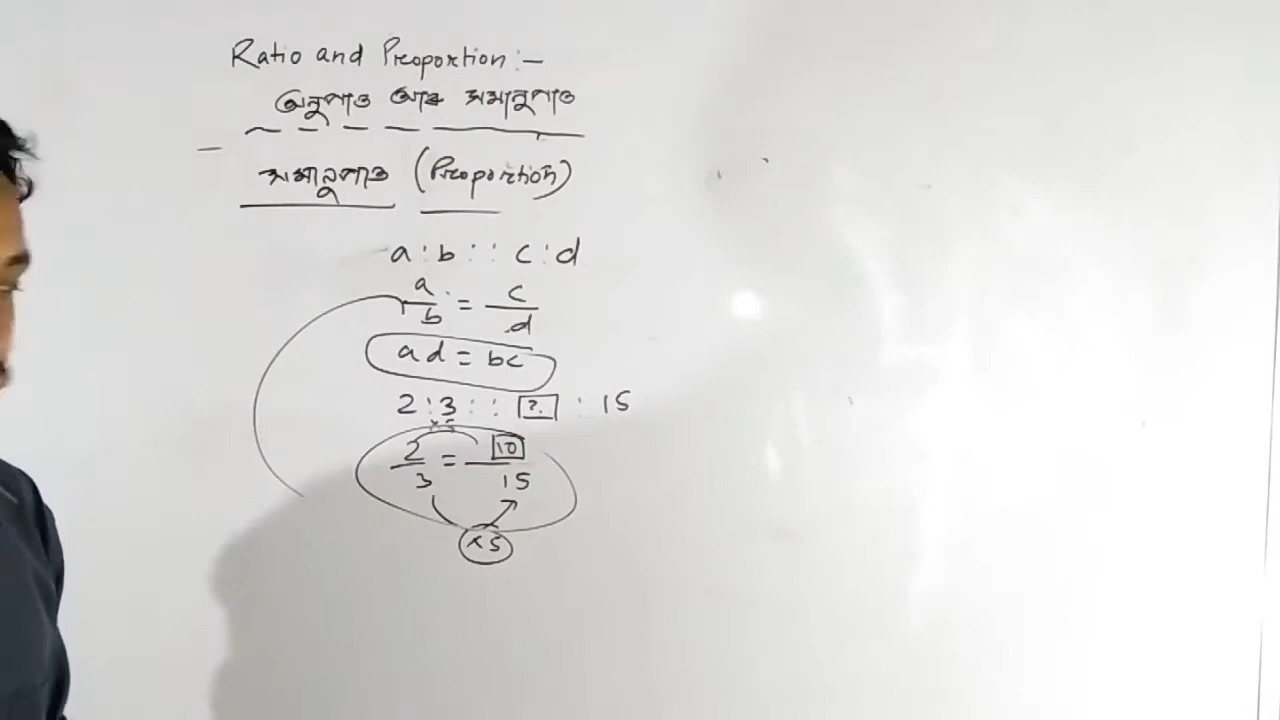 Ratio and Proportion :-
অনুপাত আৰু সমানুপাত
সমানুপাত (Proportion)
a : b : : c : d
a/b = c/d
ad = bc
2 : 3 : : ? : 15
×5
2/3 = 10/15
×5